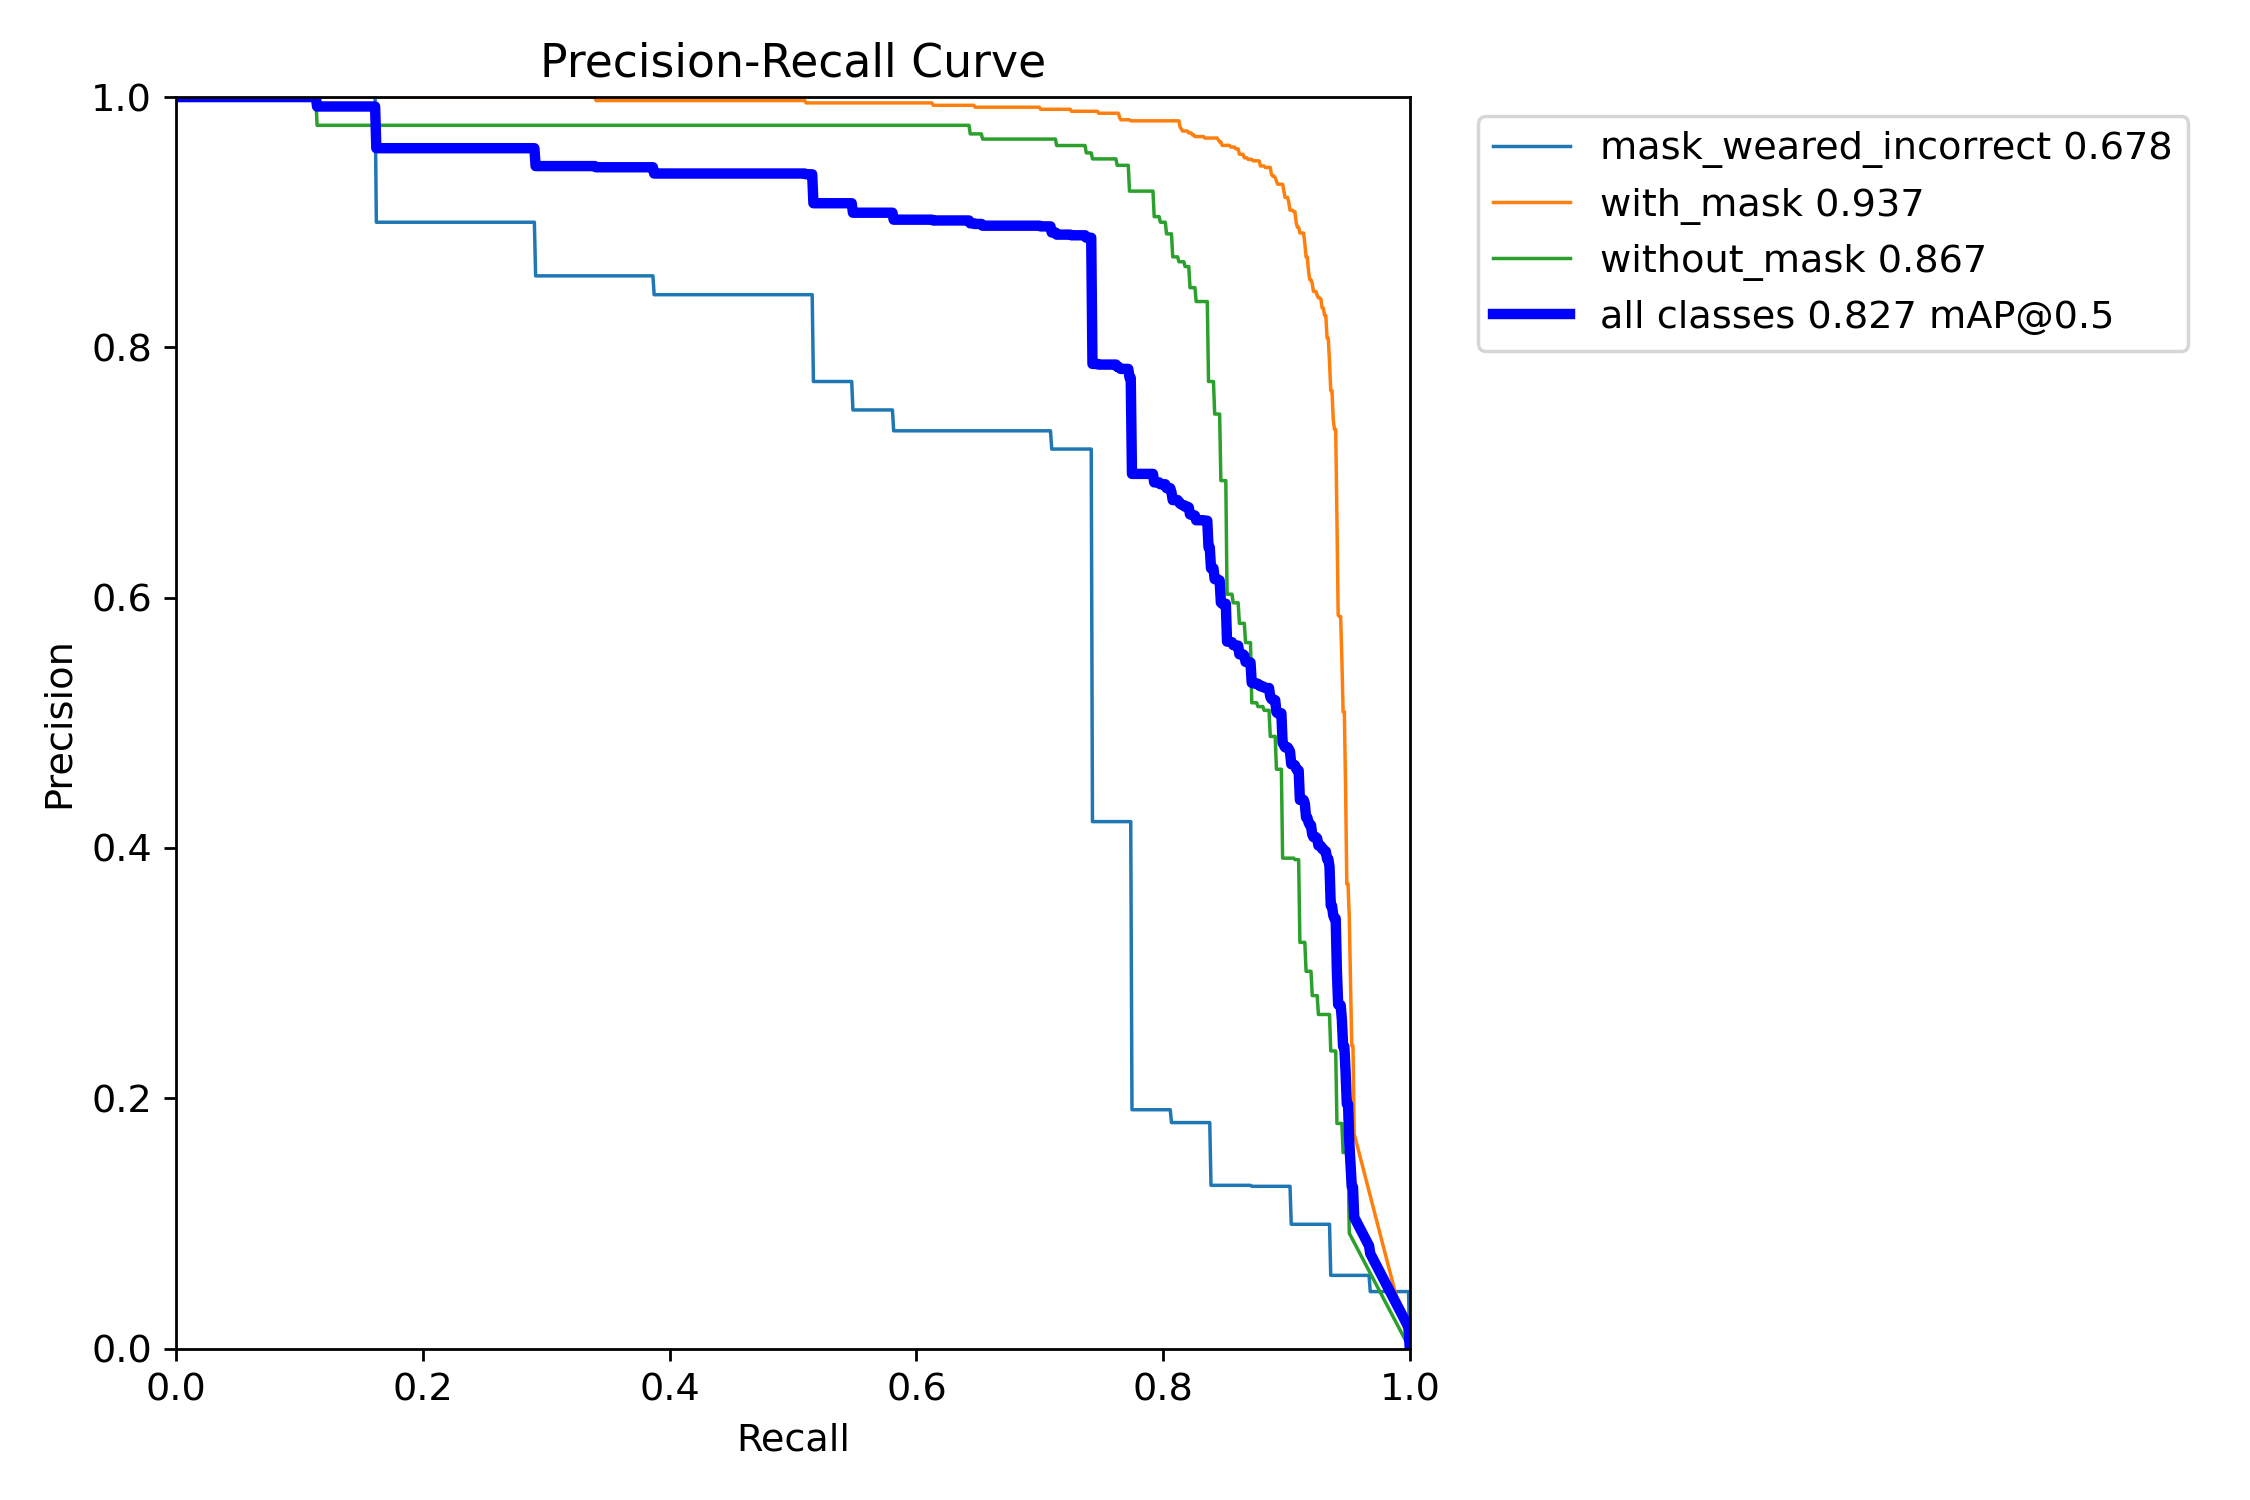 Precision-Recall Curve
1.0
0.8
0.6
0.4
0.2
0.0
Precision
0.0 0.2 0.4 0.6 0.8 1.0
Recall
mask_weared_incorrect 0.678
with_mask 0.937
without_mask 0.867
all classes 0.827 mAP@0.5